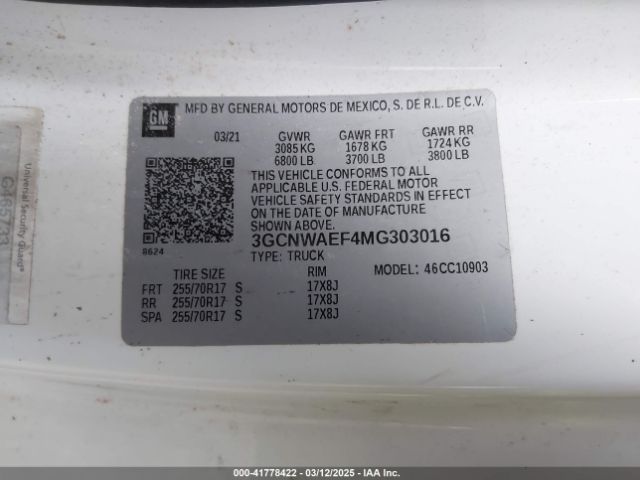 GM
MFD BY GENERAL MOTORS DE MEXICO, S. DE R.L. DE C.V.
03/21 GVWR GAWR FRT GAWR RR
3085 KG 1678 KG 1724 KG
6800 LB 3700 LB 3800 LB
THIS VEHICLE CONFORMS TO ALL
APPLICABLE U.S. FEDERAL MOTOR
VEHICLE SAFETY STANDARDS IN EFFECT
ON THE DATE OF MANUFACTURE
SHOWN ABOVE.
3GCNWAEF4MG303016
8624
TYPE: TRUCK
TIRE SIZE RIM MODEL: 46CC10903
FRT 255/70R17 S 17X8J
RR 255/70R17 S 17X8J
SPA 255/70R17 S 17X8J
Universal Security Guard
000-41778422 - 03/12/2025 - IAA Inc.